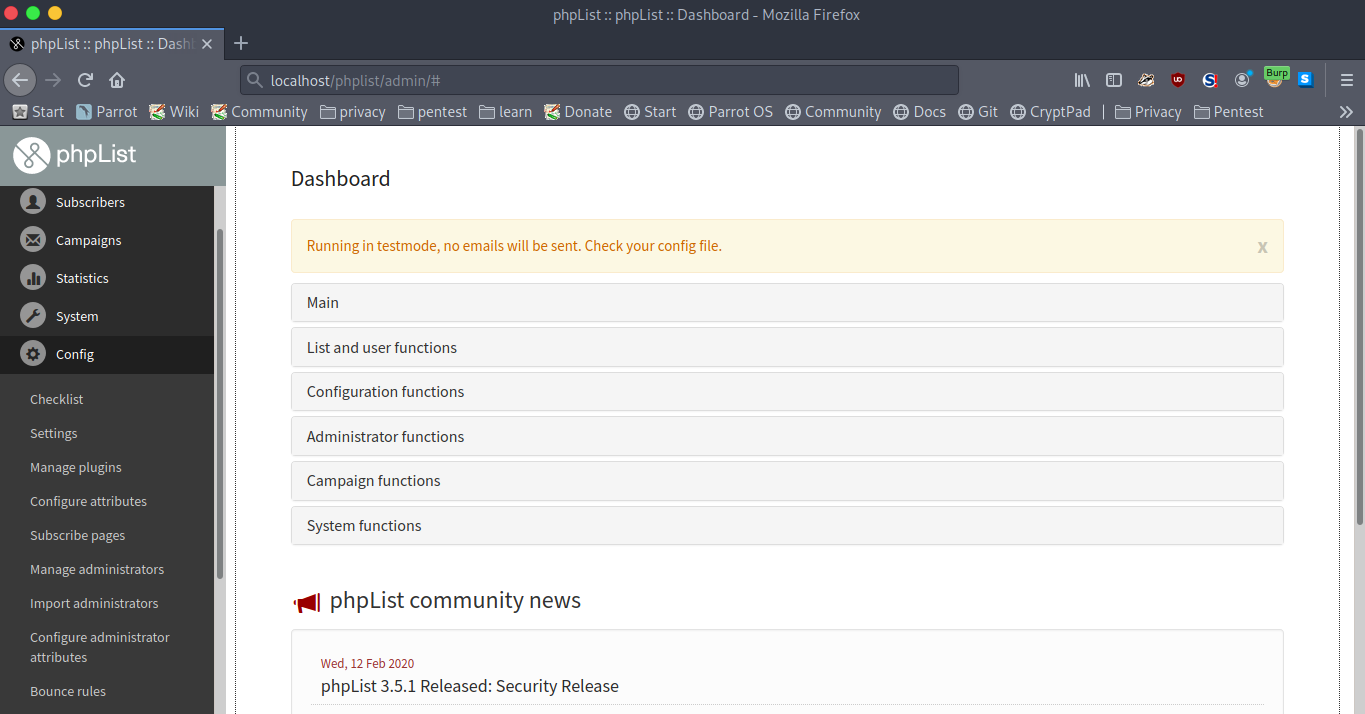 phpList :: phpList :: Dashboard - Mozilla Firefox
phpList :: phpList :: Dashb
localhost/phplist/admin/#
Burp
Start Parrot Wiki Community privacy pentest learn Donate Start Parrot OS Community Docs Git CryptPad Privacy Pentest
phpList
Subscribers
Campaigns
Statistics
System
Config
Checklist
Settings
Manage plugins
Configure attributes
Subscribe pages
Manage administrators
Import administrators
Configure administrator
attributes
Bounce rules
Dashboard
Running in testmode, no emails will be sent. Check your config file. x
Main
List and user functions
Configuration functions
Administrator functions
Campaign functions
System functions
phpList community news
Wed, 12 Feb 2020
phpList 3.5.1 Released: Security Release